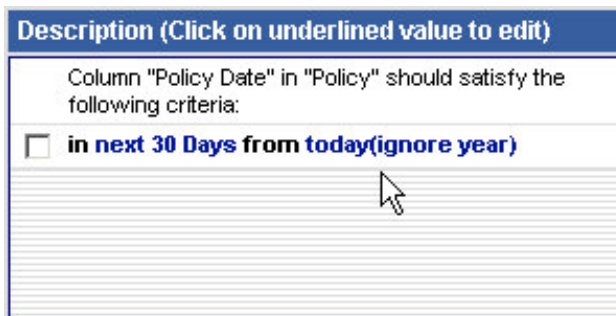 Description (Click on underlined value to edit)
Column "Policy Date" in "Policy" should satisfy the
following criteria:
in next 30 Days from today(ignore year)